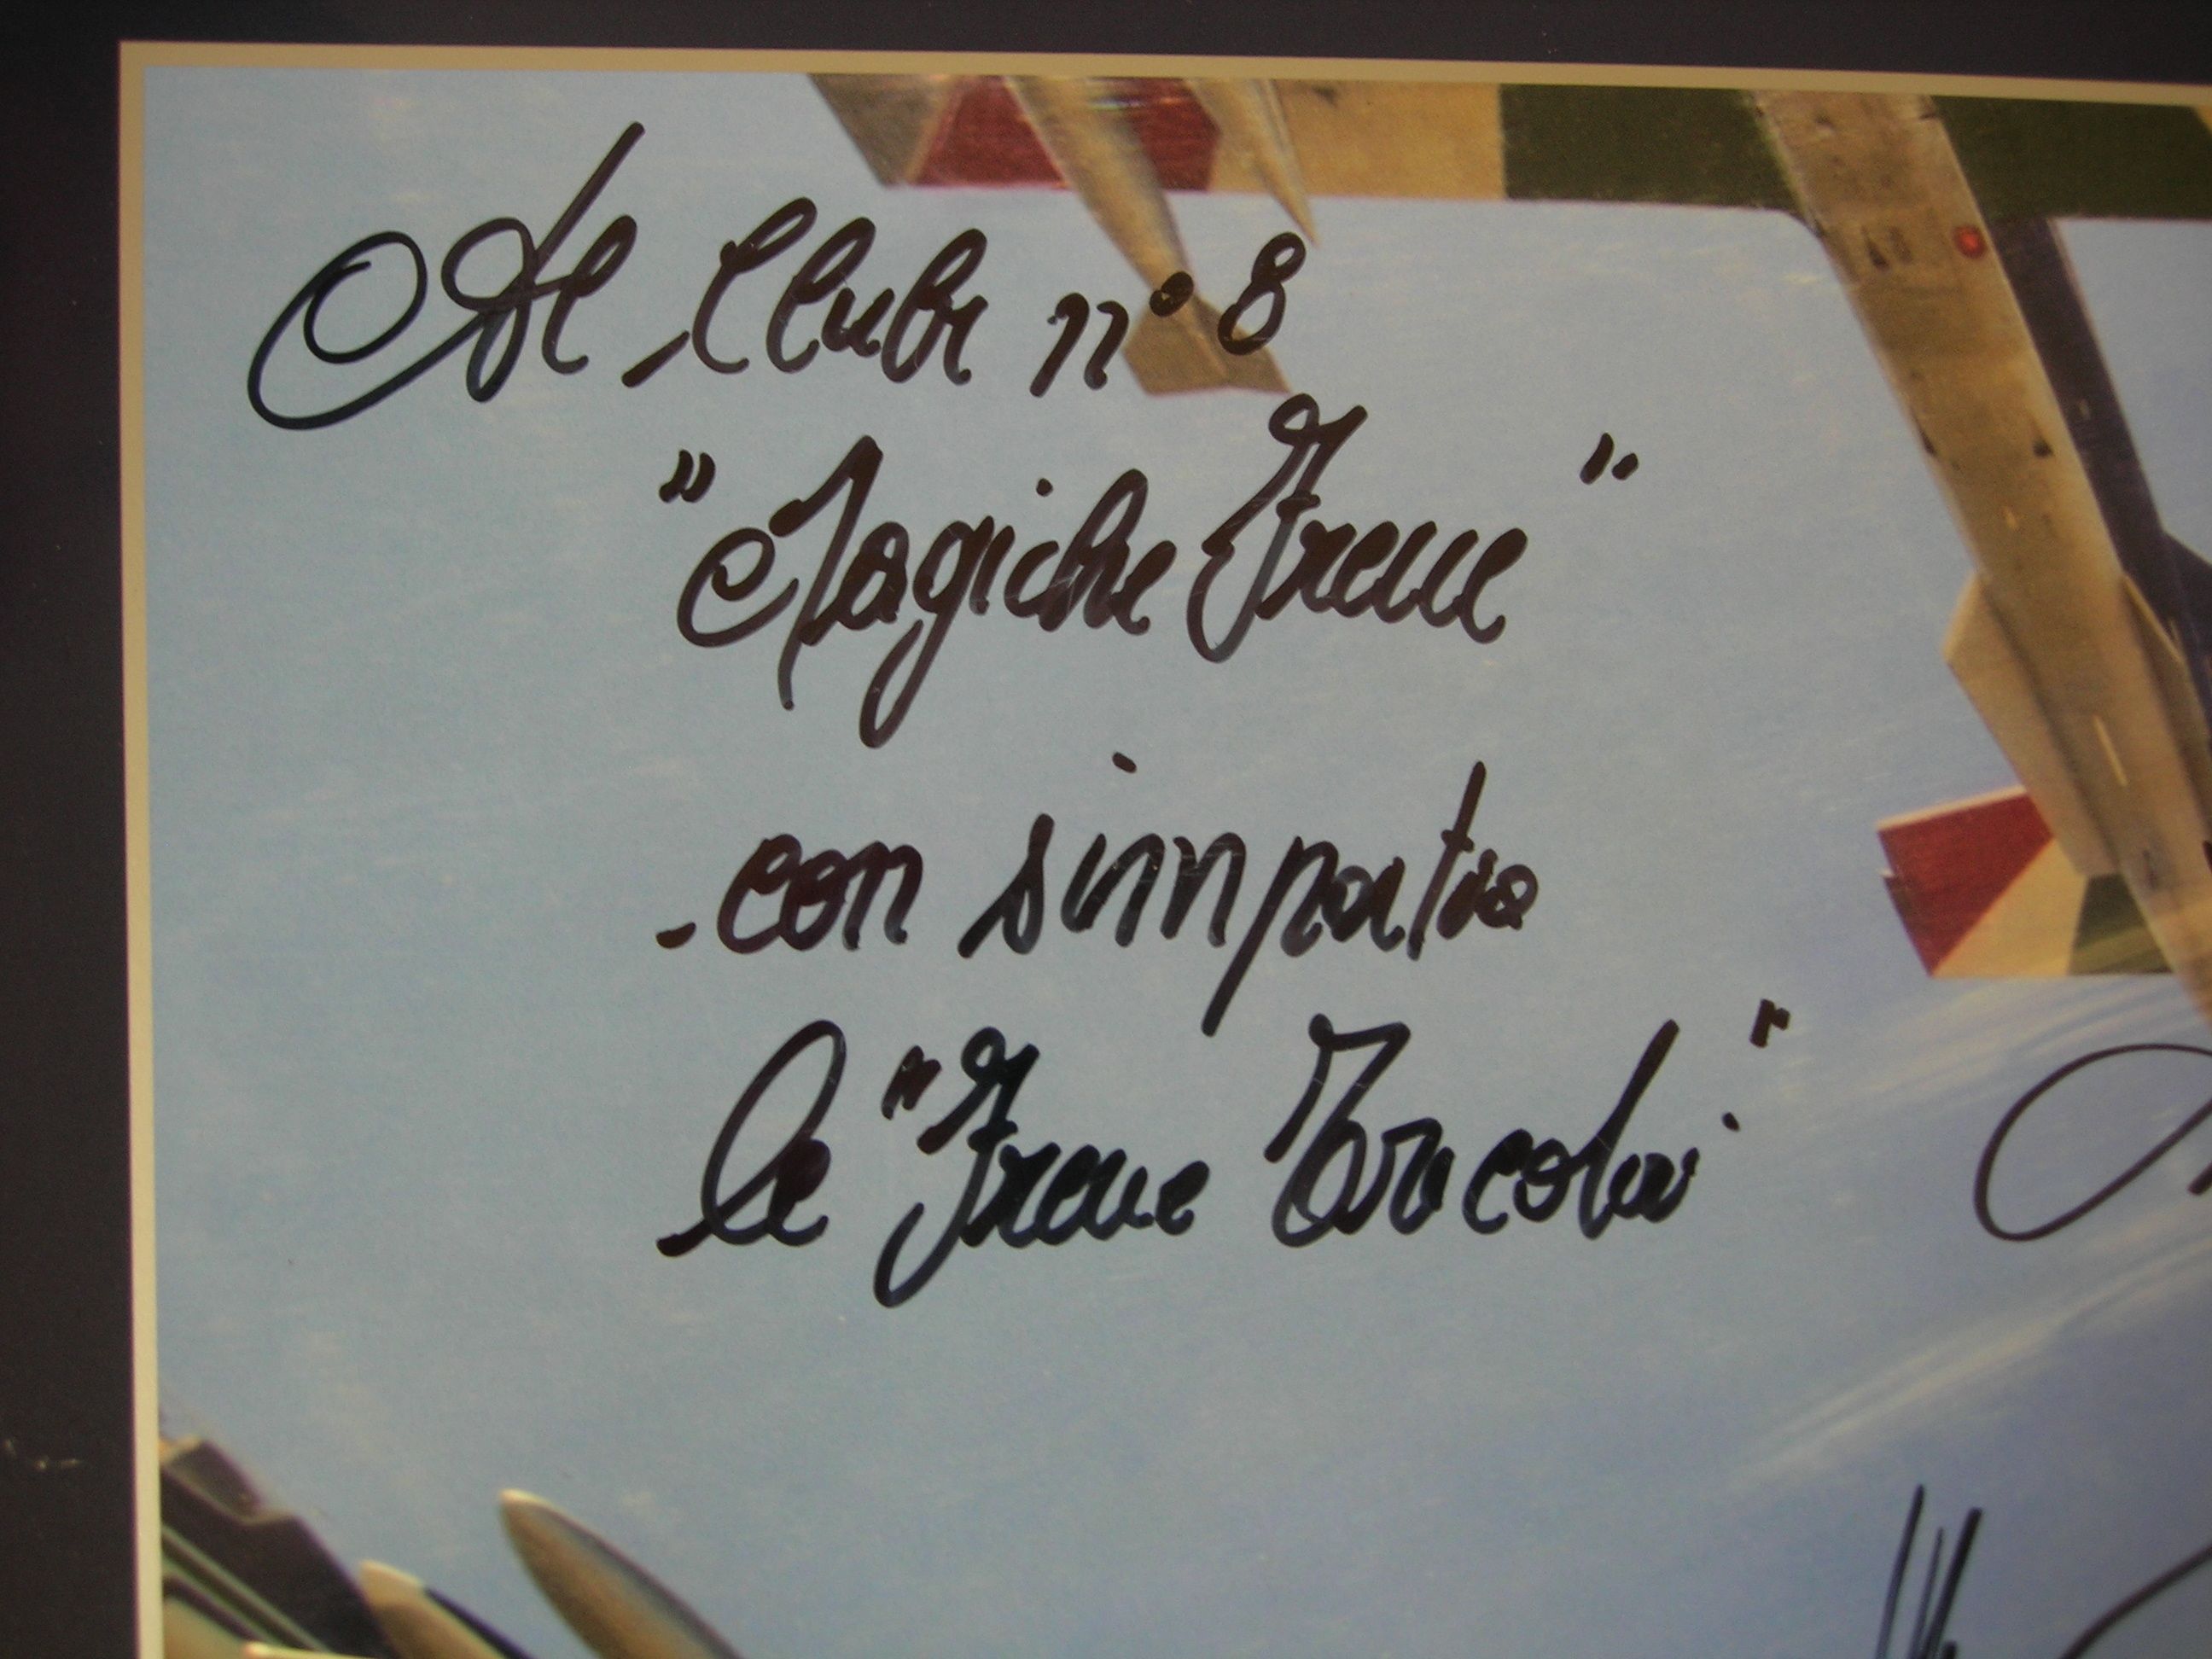 Al Club n° 8
"Magiche Frecce"
con simpatia
le "Frecce Tricolori"